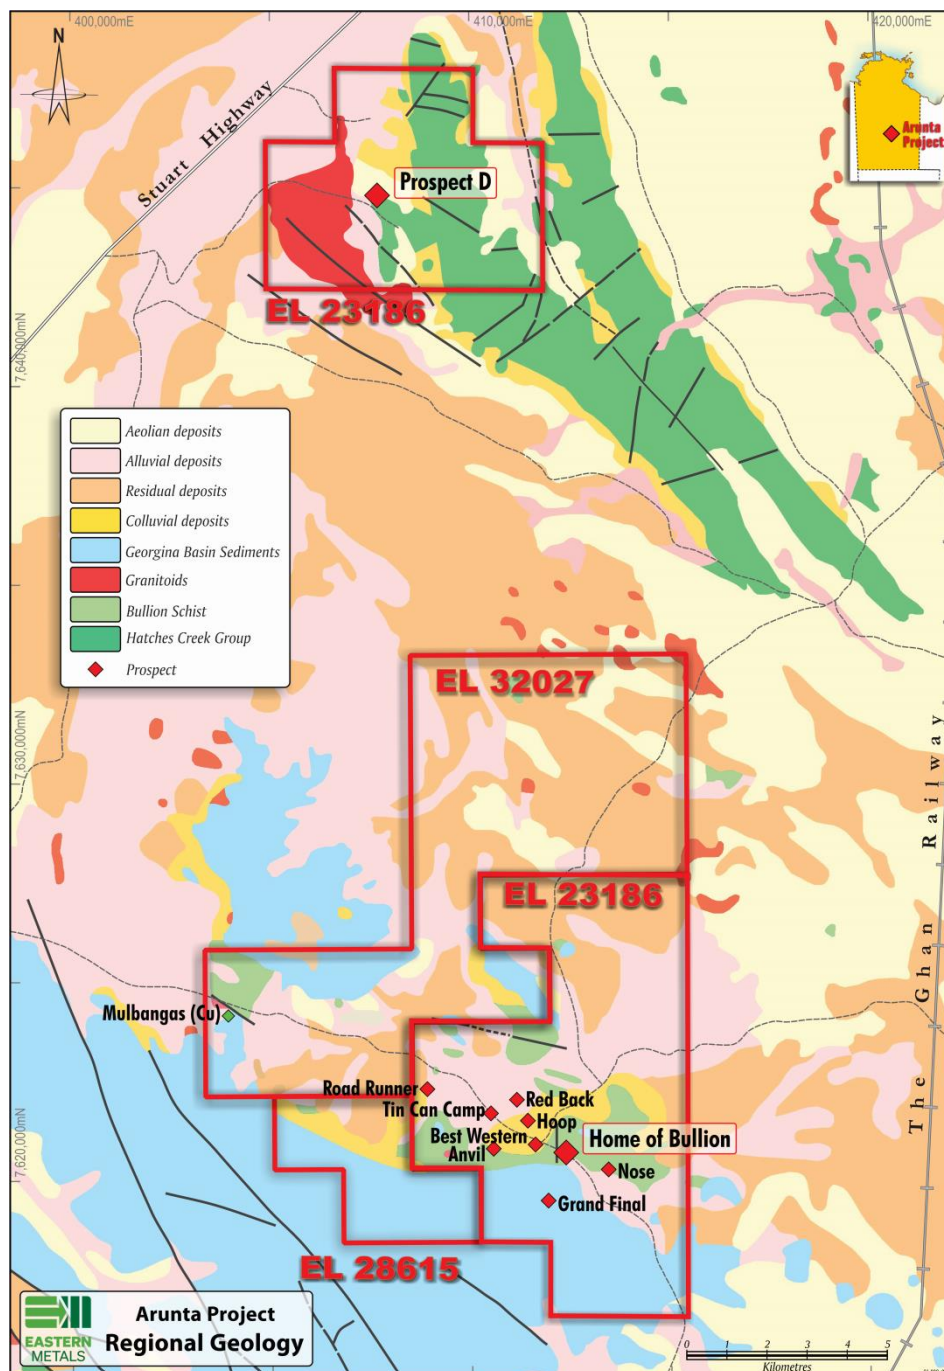 400,000mE
410,000mE
420,000mE
N
Stuart Highway
Arunta
Project
Prospect D
EL 23186
7,640,000mN
Aeolian deposits
Alluvial deposits
Residual deposits
Colluvial deposits
Georgina Basin Sediments
Granitoids
Bullion Schist
Hatches Creek Group
Prospect
EL 32027
7,630,000mN
The Ghan Railway
EL 23186
Mulbangas (Cu)
Road Runner
Red Back
Tin Can Camp
Hoop
Best Western
Home of Bullion
Anvil
Nose
7,620,000mN
Grand Final
EL 28615
EASTERN
METALS
Arunta Project
Regional Geology
0 1 2 3 4 5
Kilometres